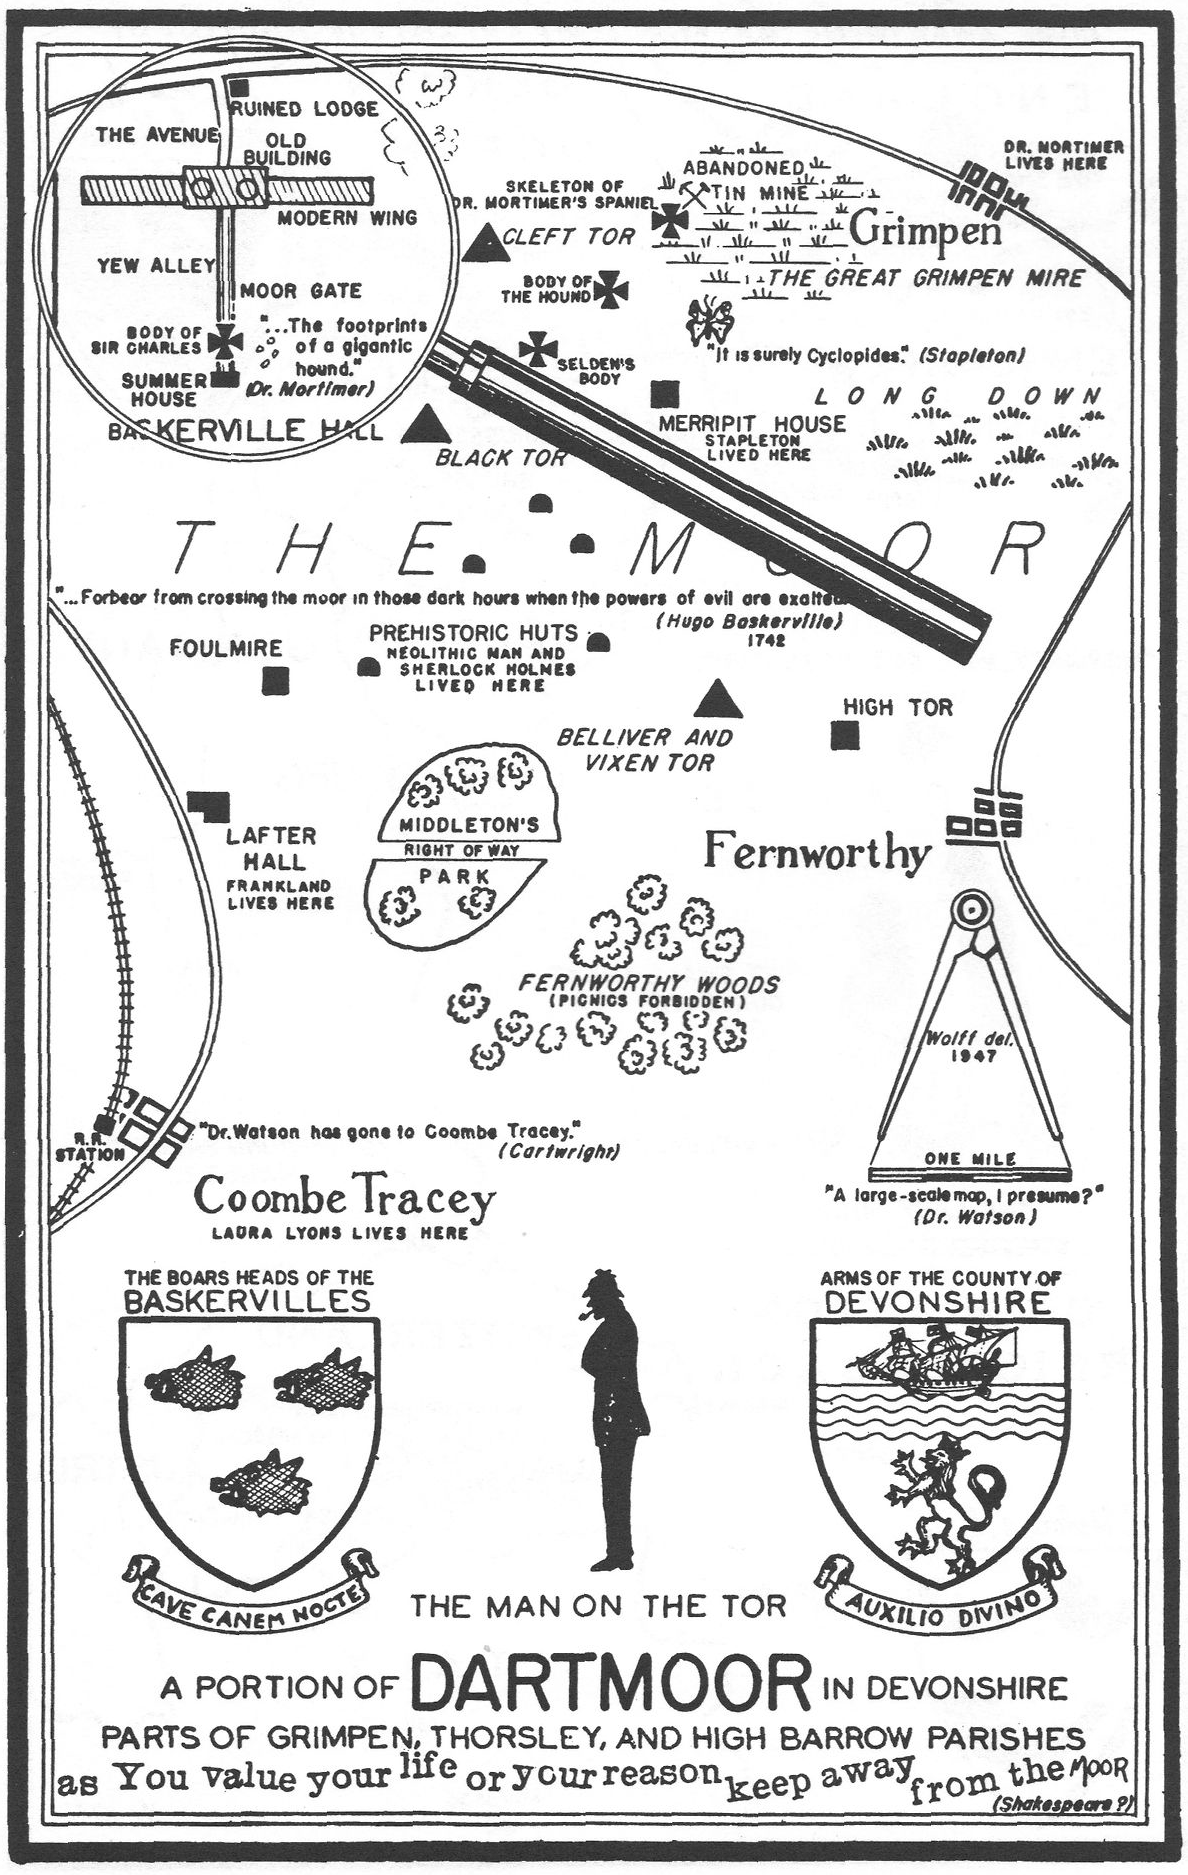 RUINED LODGE
THE AVENUE
OLD
BUILDING
MODERN WING
YEW ALLEY
MOOR GATE
BODY OF
SIR CHARLES
"...The footprints
of a gigantic
hound."
(Dr. Mortimer)
SUMMER
HOUSE
BASKERVILLE HALL
DR. MORTIMER
LIVES HERE
ABANDONED
TIN MINE
SKELETON OF
DR. MORTIMER'S SPANIEL
CLEFT TOR
Grimpen
THE GREAT GRIMPEN MIRE
BODY OF
THE HOUND
"It is surely Cyclopides." (Stapleton)
SELDEN'S
BODY
LONG DOWN
MERRIPIT HOUSE
STAPLETON
LIVED HERE
BLACK TOR
THE MOOR
"...Forbear from crossing the moor in those dark hours when the powers of evil are exalted
(Hugo Baskerville)
1742
FOULMIRE
PREHISTORIC HUTS
NEOLITHIC MAN AND
SHERLOCK HOLMES
LIVED HERE
HIGH TOR
BELLIVER AND
VIXEN TOR
LAFTER
HALL
FRANKLAND
LIVES HERE
MIDDLETON'S
RIGHT OF WAY
PARK
Fernworthy
FERNWORTHY WOODS
(PICNICS FORBIDDEN)
Wolff del.
1947
ONE MILE
"A large-scale map, I presume?"
(Dr. Watson)
R.R.
STATION
"Dr. Watson has gone to Coombe Tracey."
(Cartwright)
Coombe Tracey
LAURA LYONS LIVES HERE
THE BOARS HEADS OF THE
BASKERVILLES
CAVE CANEM NOCTE
THE MAN ON THE TOR
ARMS OF THE COUNTY OF
DEVONSHIRE
AUXILIO DIVINO
A PORTION OF DARTMOOR IN DEVONSHIRE
PARTS OF GRIMPEN, THORSLEY, AND HIGH BARROW PARISHES
as You value your life or your reason keep away from the MOOR
(Shakespeare?)